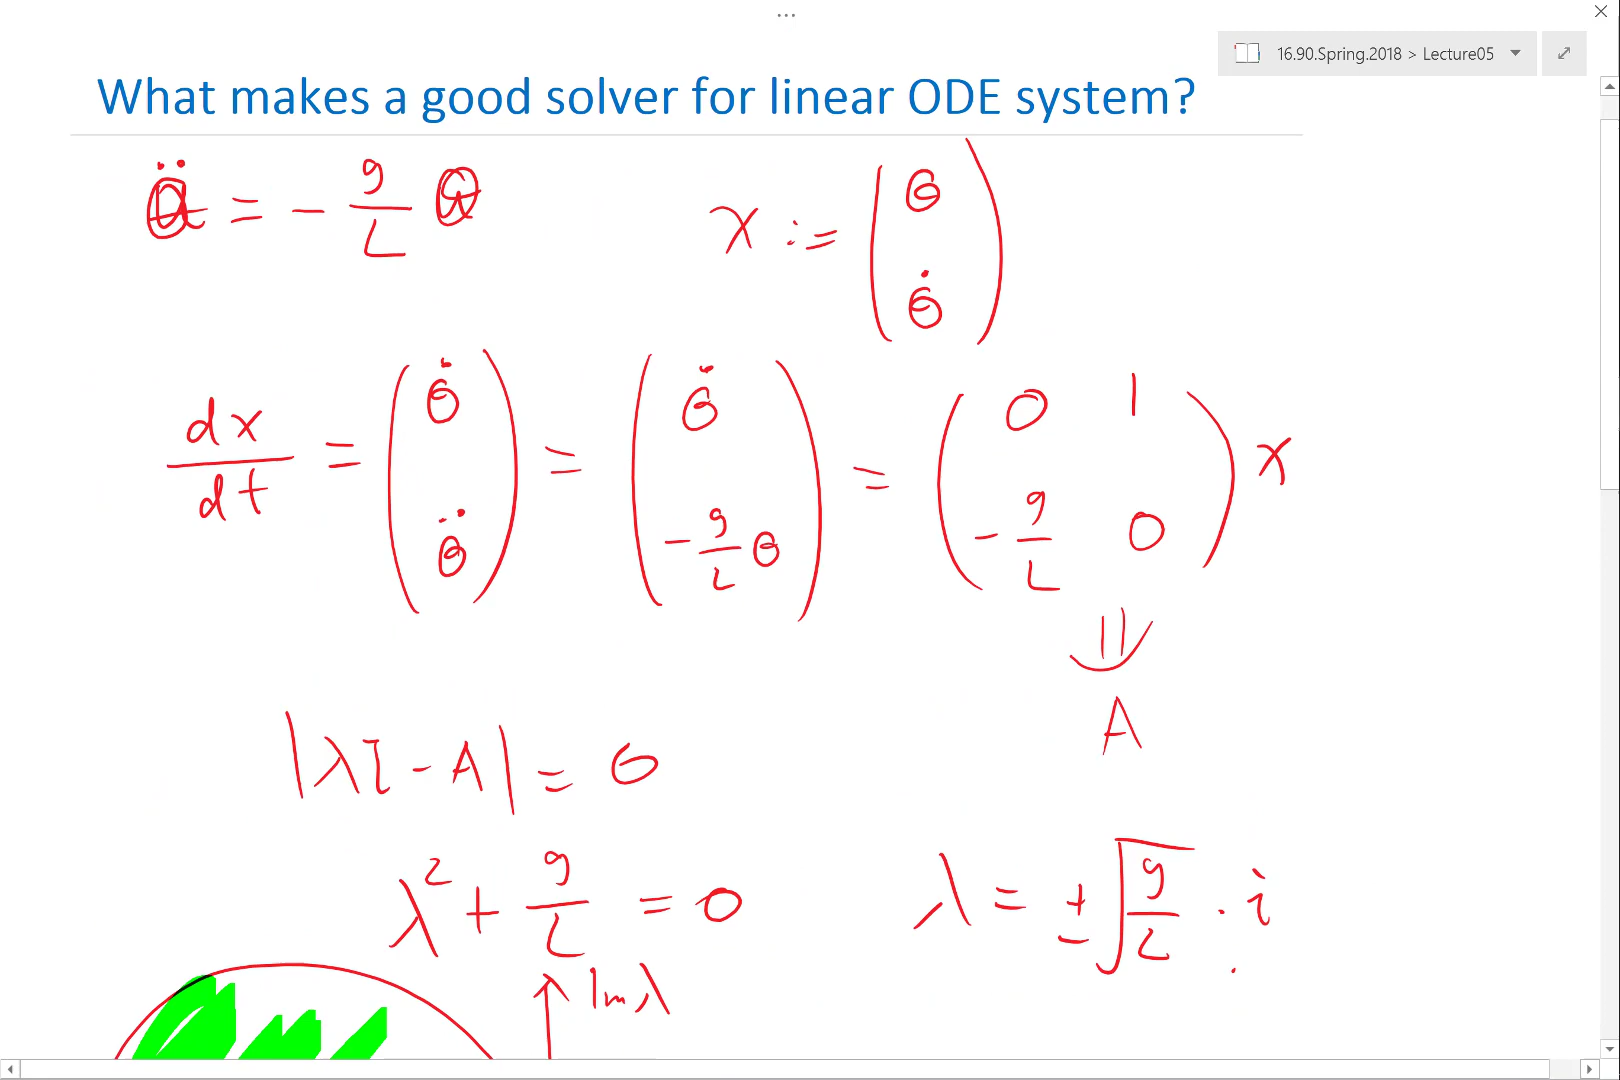 16.90.Spring.2018 > Lecture05
What makes a good solver for linear ODE system?
θ̈ = - g/L θ    x := (θ ; θ̇)
dx/dt = (θ̇ ; θ̈) = (θ̇ ; - g/L θ) = (0 1 ; - g/L 0) x
A
|λI - A| = 0
λ² + g/L = 0    λ = ± √(g/L) · i
Im λ